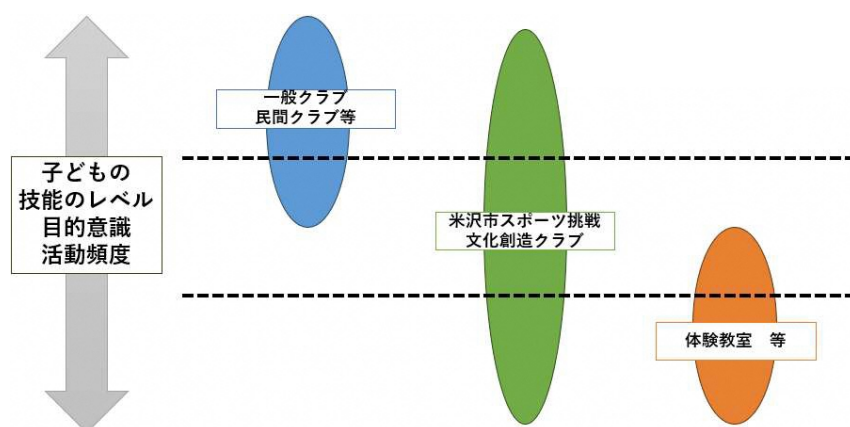 一般クラブ
民間クラブ等
子どもの
技能のレベル
目的意識
活動頻度
米沢市スポーツ挑戦
文化創造クラブ
体験教室　等